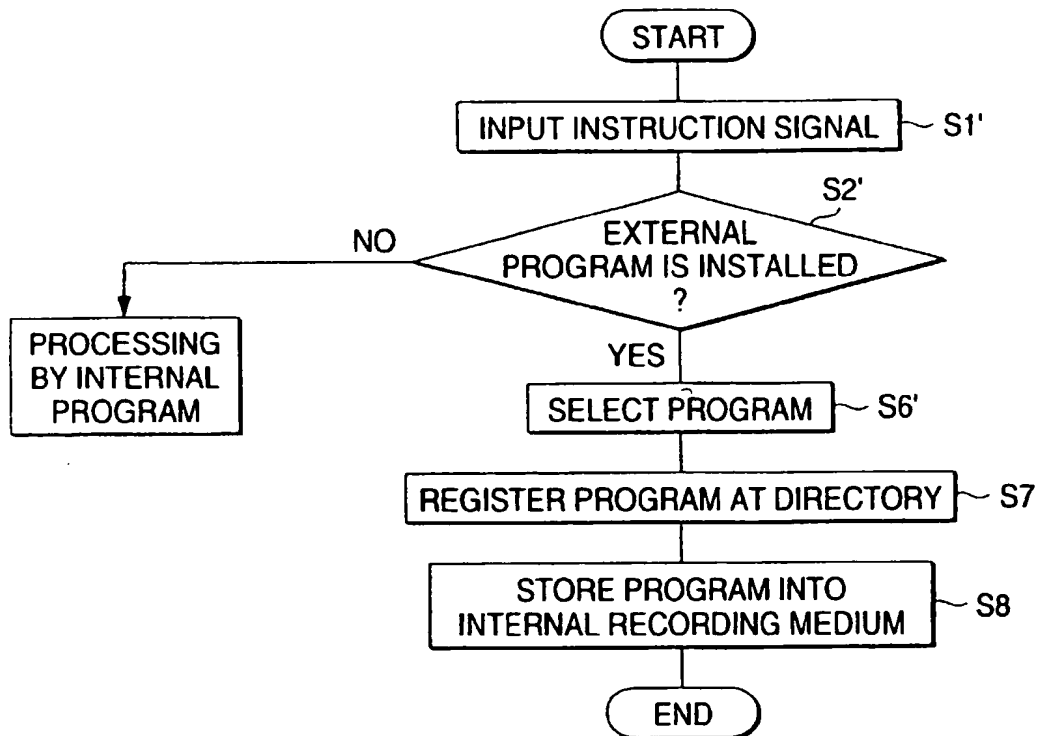 START
INPUT INSTRUCTION SIGNAL
S1'
S2'
EXTERNAL
PROGRAM IS INSTALLED
?
NO
PROCESSING
BY INTERNAL
PROGRAM
YES
SELECT PROGRAM
S6'
REGISTER PROGRAM AT DIRECTORY
S7
STORE PROGRAM INTO
INTERNAL RECORDING MEDIUM
S8
END